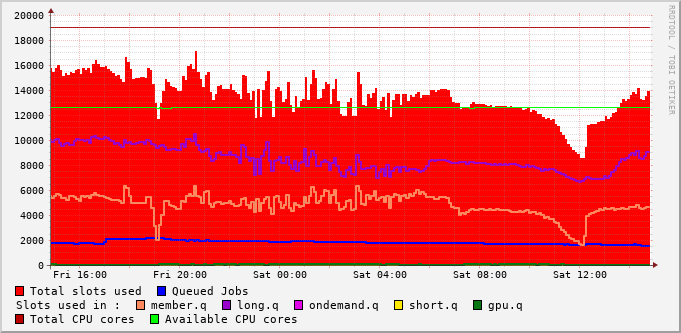 RRDTOOL / TOBI OETIKER
20000
18000
16000
14000
12000
10000
8000
6000
4000
2000
0
Fri 16:00 Fri 20:00 Sat 00:00 Sat 04:00 Sat 08:00 Sat 12:00
Total slots used Queued Jobs
Slots used in : member.q long.q ondemand.q short.q gpu.q
Total CPU cores Available CPU cores